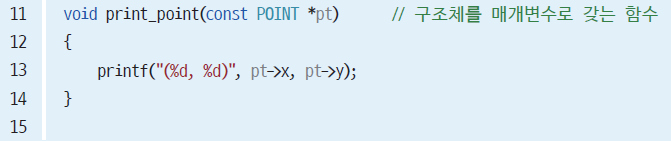 11 void print_point(const POINT *pt) // 구조체를 매개변수로 갖는 함수
12 {
13 printf("(%d, %d)", pt->x, pt->y);
14 }
15